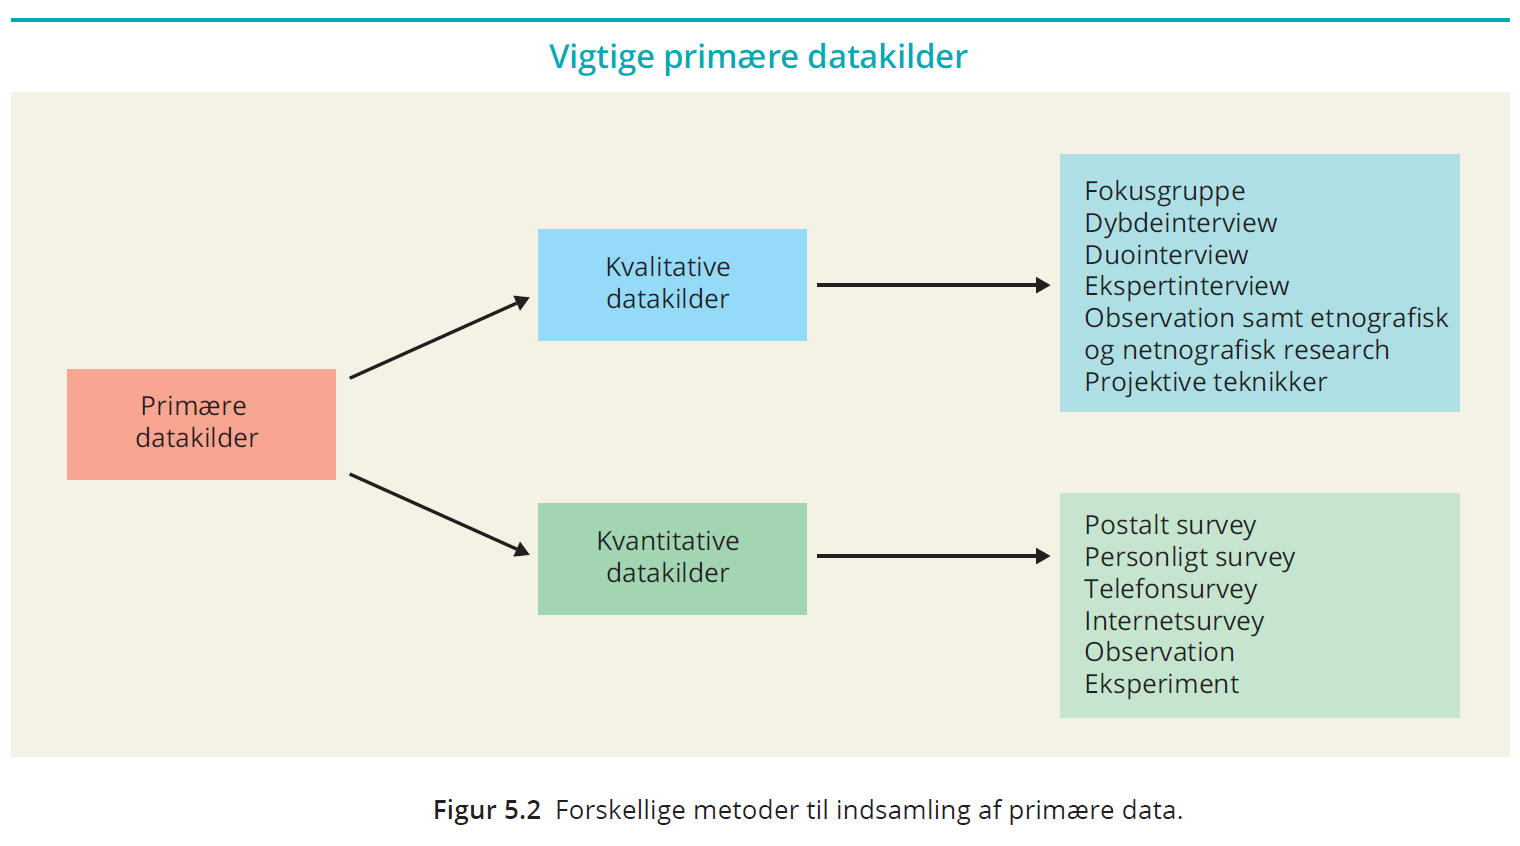 Vigtige primære datakilder
Primære
datakilder
Kvalitative
datakilder
Fokusgruppe
Dybdeinterview
Duointerview
Ekspertinterview
Observation samt etnografisk
og netnografisk research
Projektive teknikker
Kvantitative
datakilder
Postalt survey
Personligt survey
Telefonsurvey
Internetsurvey
Observation
Eksperiment
Figur 5.2 Forskellige metoder til indsamling af primære data.